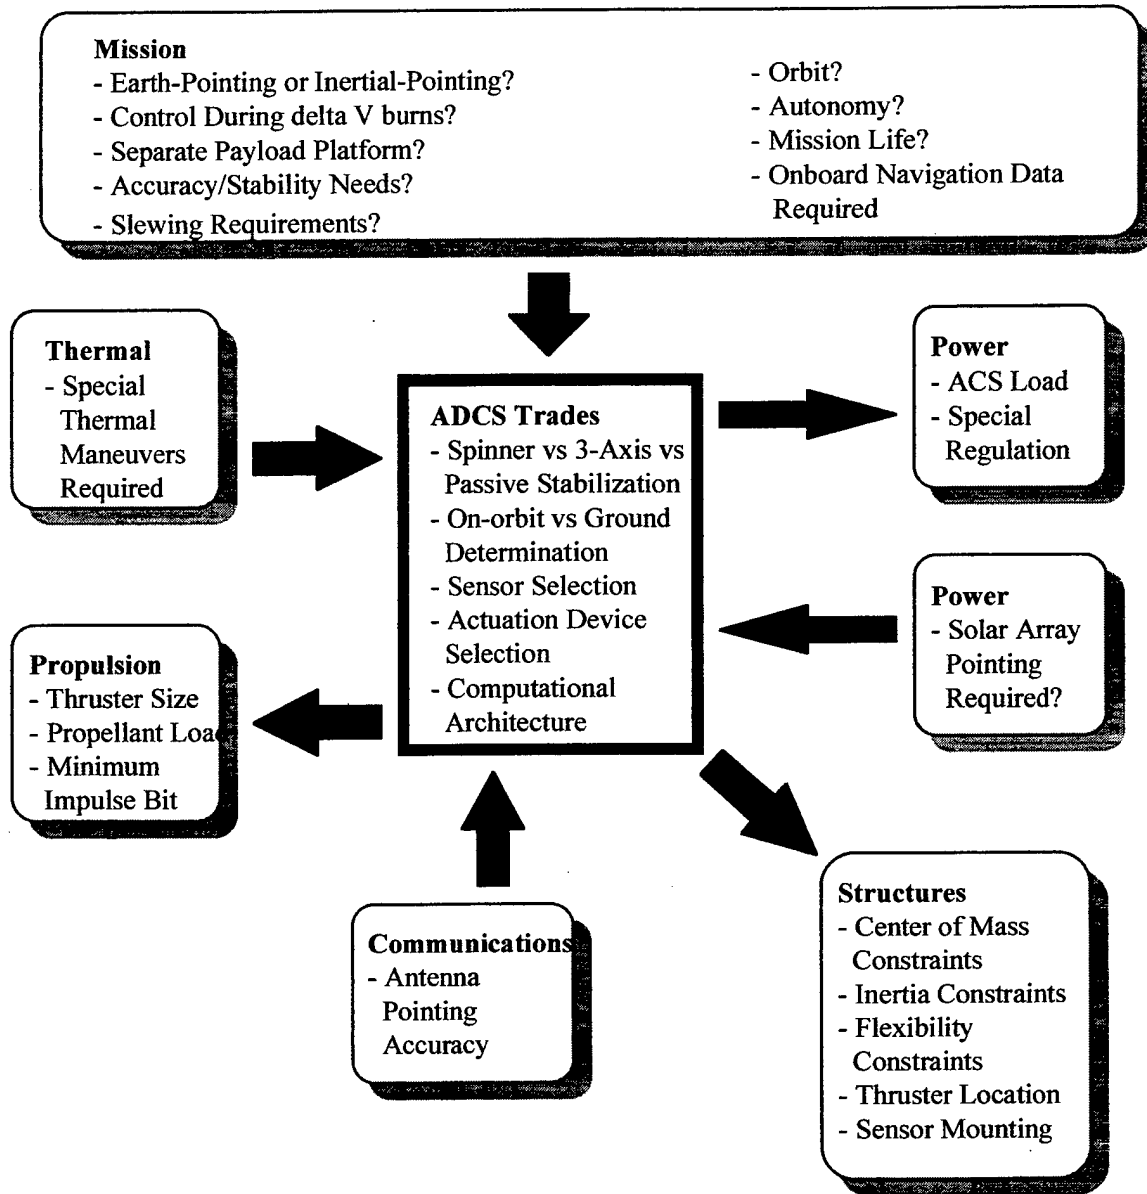 Mission
- Earth-Pointing or Inertial-Pointing?
- Control During delta V burns?
- Separate Payload Platform?
- Accuracy/Stability Needs?
- Slewing Requirements?
- Orbit?
- Autonomy?
- Mission Life?
- Onboard Navigation Data
Required
Thermal
- Special
Thermal
Maneuvers
Required
ADCS Trades
- Spinner vs 3-Axis vs
Passive Stabilization
- On-orbit vs Ground
Determination
- Sensor Selection
- Actuation Device
Selection
- Computational
Architecture
Power
- ACS Load
- Special
Regulation
Power
- Solar Array
Pointing
Required?
Propulsion
- Thruster Size
- Propellant Load
- Minimum
Impulse Bit
Communications
- Antenna
Pointing
Accuracy
Structures
- Center of Mass
Constraints
- Inertia Constraints
- Flexibility
Constraints
- Thruster Location
- Sensor Mounting